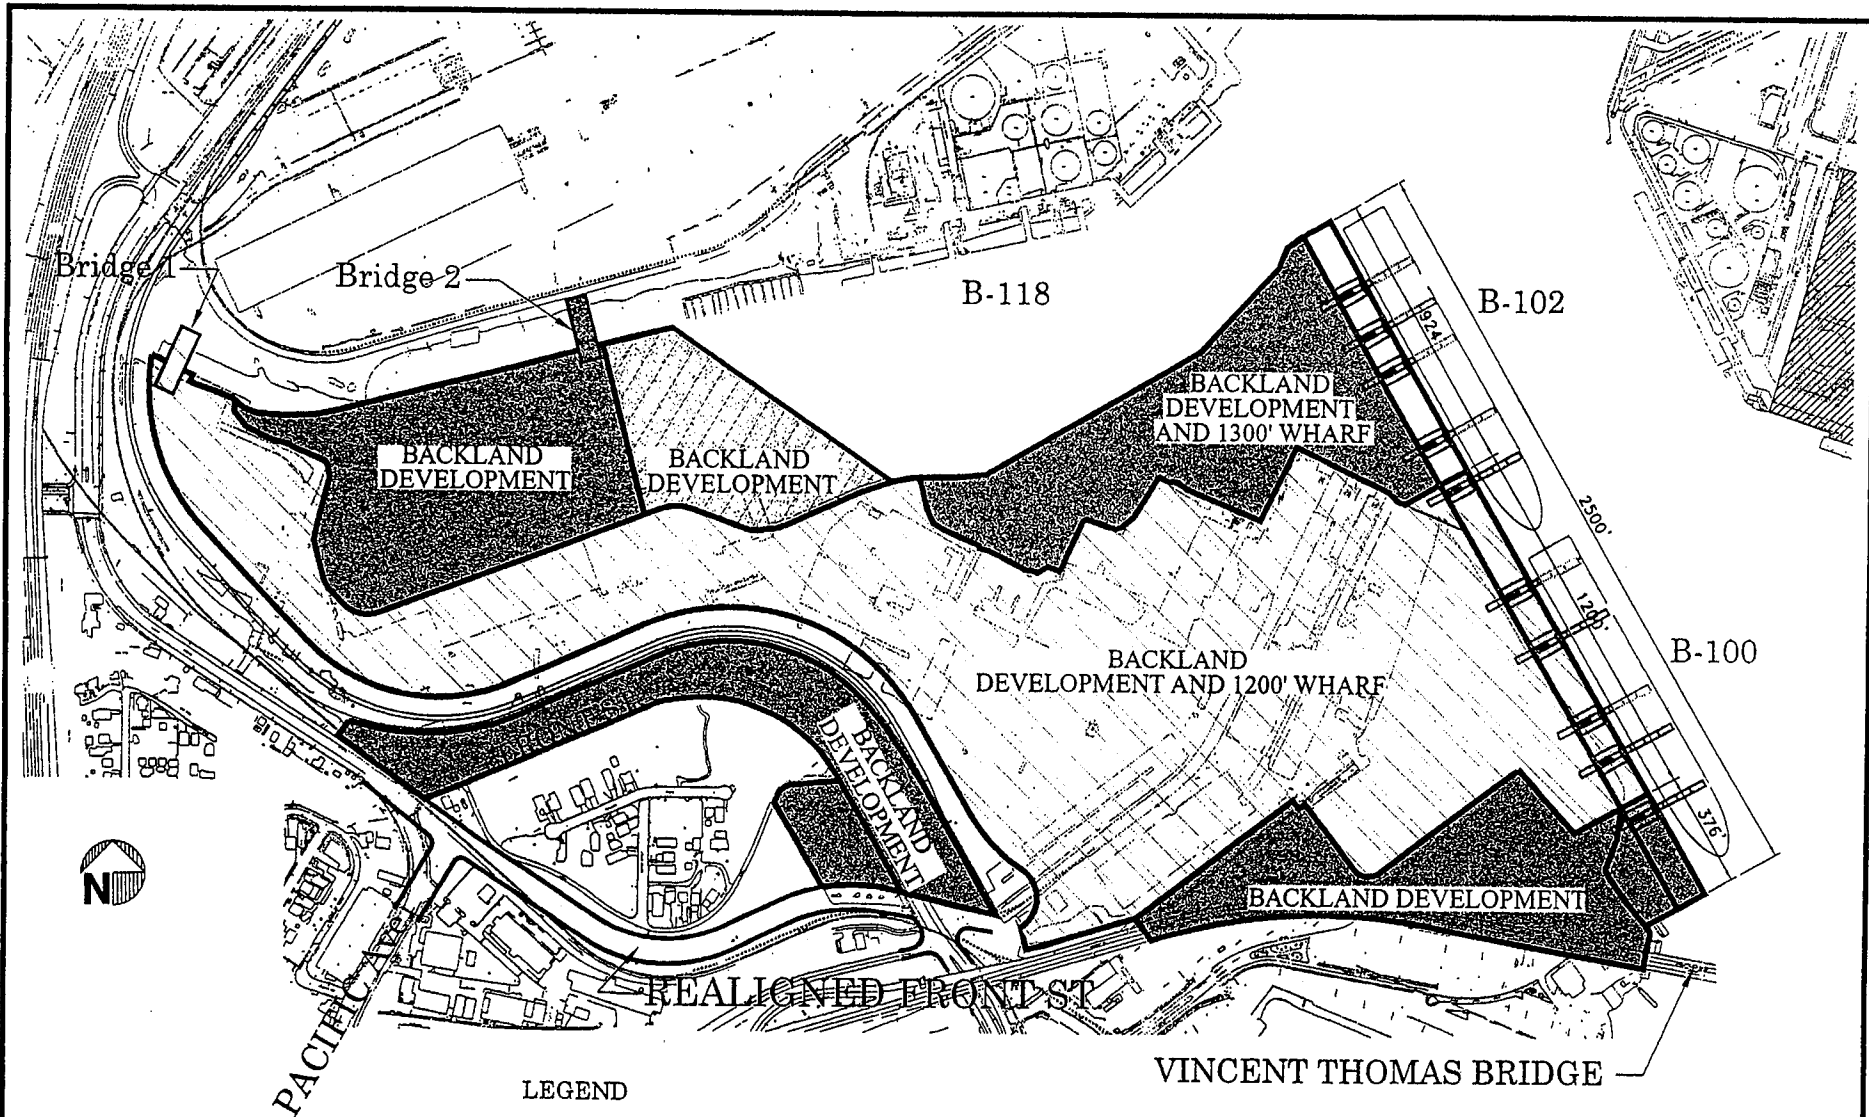 Bridge 1
Bridge 2
B-118
B-102
924'
BACKLAND
DEVELOPMENT
AND 1300' WHARF
BACKLAND
DEVELOPMENT
BACKLAND
DEVELOPMENT
2500'
1200'
B-100
BACKLAND
DEVELOPMENT AND 1200' WHARF
BACKLAND
DEVELOPMENT
376'
N
BACKLAND DEVELOPMENT
REALIGNED FRONT ST
PACIFIC Ave
VINCENT THOMAS BRIDGE
LEGEND